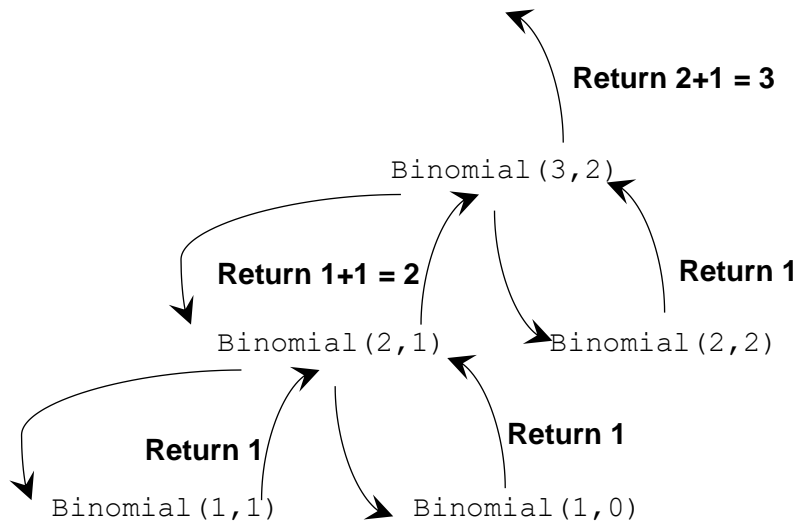 Return 2+1 = 3
Binomial(3,2)
Return 1+1 = 2
Return 1
Binomial(2,1)
Binomial(2,2)
Return 1
Return 1
Binomial(1,1)
Binomial(1,0)